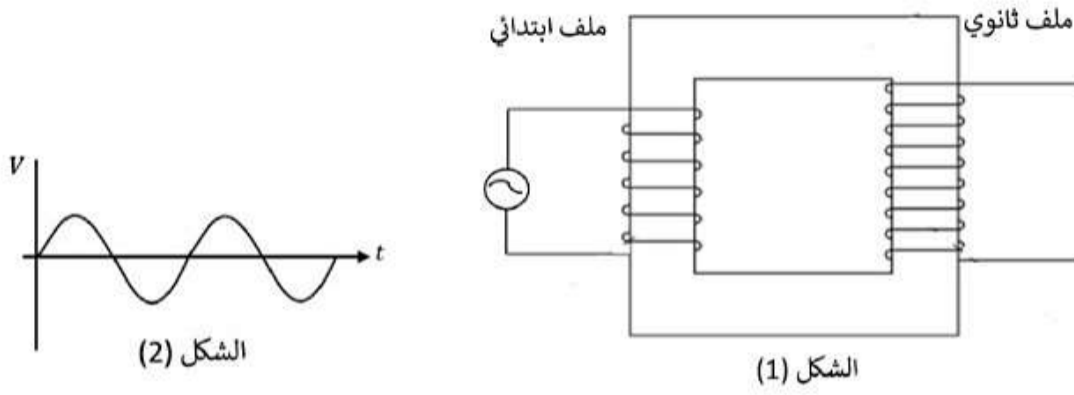 ملف ثانوي
ملف ابتدائي
V
t
الشكل (1)
الشكل (2)